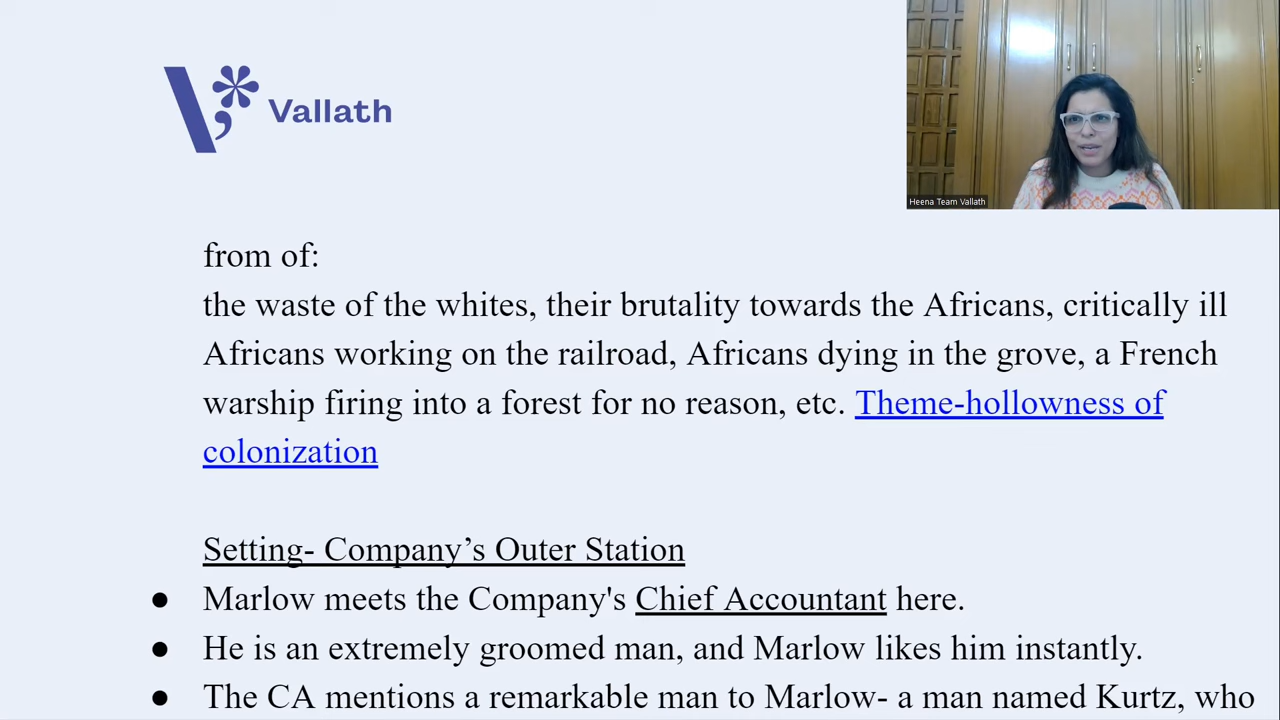 Vallath
Heena Team Vallath
from of:
the waste of the whites, their brutality towards the Africans, critically ill
Africans working on the railroad, Africans dying in the grove, a French
warship firing into a forest for no reason, etc. Theme-hollowness of
colonization
Setting- Company’s Outer Station
● Marlow meets the Company's Chief Accountant here.
● He is an extremely groomed man, and Marlow likes him instantly.
● The CA mentions a remarkable man to Marlow- a man named Kurtz, who